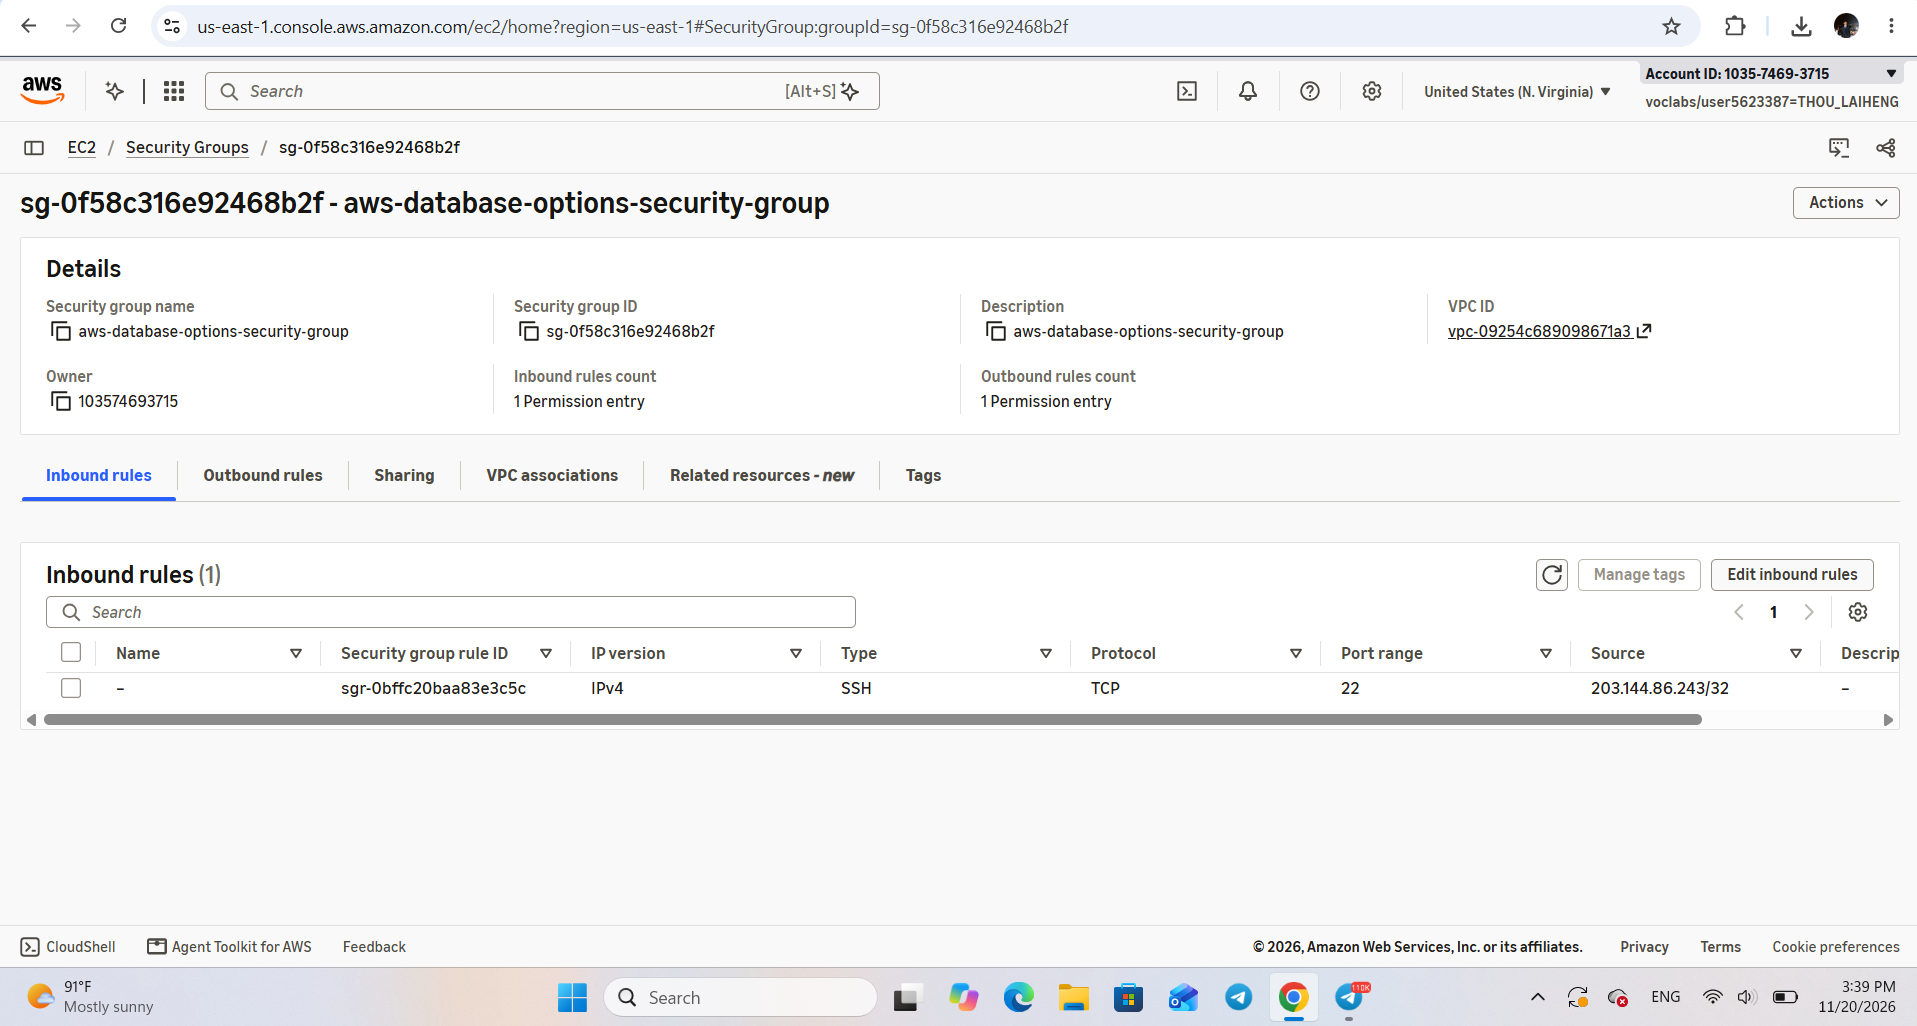 us-east-1.console.aws.amazon.com/ec2/home?region=us-east-1#SecurityGroup:groupId=sg-0f58c316e92468b2f
aws
Search
[Alt+S]
United States (N. Virginia)
Account ID: 1035-7469-3715
voclabs/user5623387=THOU_LAIHENG
EC2 / Security Groups / sg-0f58c316e92468b2f
sg-0f58c316e92468b2f - aws-database-options-security-group
Actions
Details
Security group name
aws-database-options-security-group
Security group ID
sg-0f58c316e92468b2f
Description
aws-database-options-security-group
VPC ID
vpc-09254c689098671a3
Owner
103574693715
Inbound rules count
1 Permission entry
Outbound rules count
1 Permission entry
Inbound rules
Outbound rules
Sharing
VPC associations
Related resources - new
Tags
Inbound rules (1)
Manage tags
Edit inbound rules
Search
1
Name Security group rule ID IP version Type Protocol Port range Source Descrip
– sgr-0bffc20baa83e3c5c IPv4 SSH TCP 22 203.144.86.243/32 –
CloudShell
Agent Toolkit for AWS
Feedback
© 2026, Amazon Web Services, Inc. or its affiliates.
Privacy
Terms
Cookie preferences
91°F
Mostly sunny
Search
110K
ENG
3:39 PM
11/20/2026